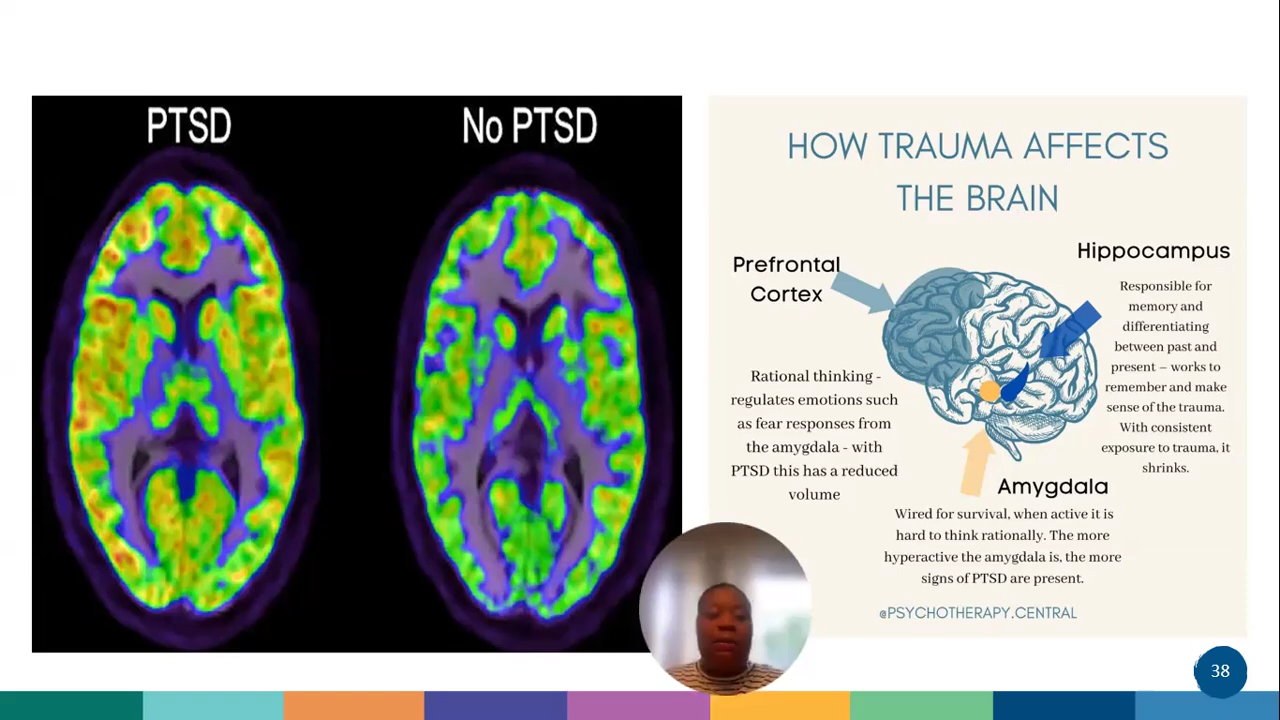 PTSD
No PTSD
HOW TRAUMA AFFECTS
THE BRAIN
Prefrontal
Cortex
Rational thinking -
regulates emotions such
as fear responses from
the amygdala - with
PTSD this has a reduced
volume
Hippocampus
Responsible for
memory and
differentiating
between past and
present – works to
remember and make
sense of the trauma.
With consistent
exposure to trauma, it
shrinks.
Amygdala
Wired for survival, when active it is
hard to think rationally. The more
hyperactive the amygdala is, the more
signs of PTSD are present.
@PSYCHOTHERAPY.CENTRAL
38